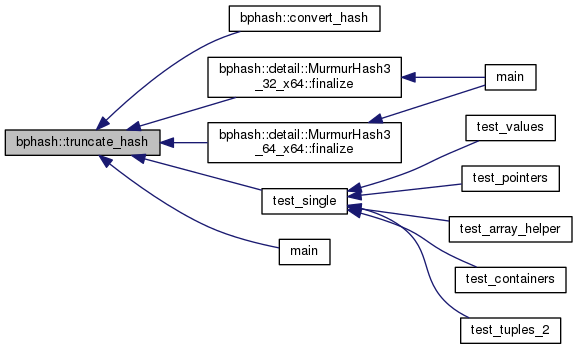 bphash::convert_hash
bphash::detail::MurmurHash3
_32_x64::finalize
main
bphash::detail::MurmurHash3
_64_x64::finalize
test_values
bphash::truncate_hash
test_pointers
test_single
test_array_helper
main
test_containers
test_tuples_2